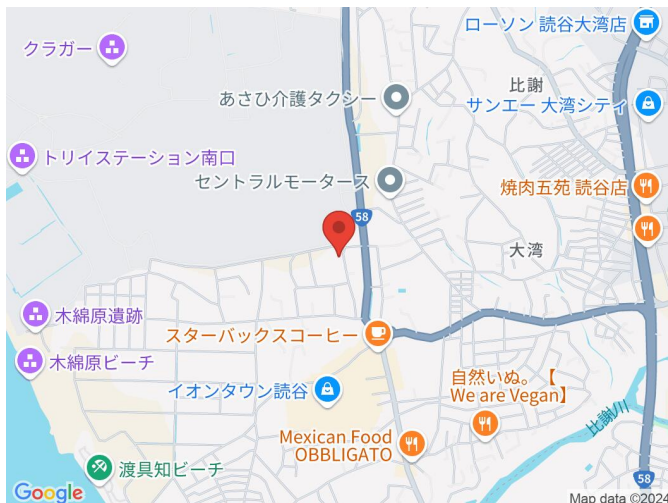 ローソン 読谷大湾店
クラガー
比謝
あさひ介護タクシー
サンエー 大湾シティ
トリイステーション南口
セントラルモータース
焼肉五苑 読谷店
58
大湾
木綿原遺跡
スターバックスコーヒー
木綿原ビーチ
自然いぬ。【
We are Vegan】
イオンタウン読谷
比謝川
Mexican Food
OBBLIGATO
渡具知ビーチ
58
Google
Map data ©2024